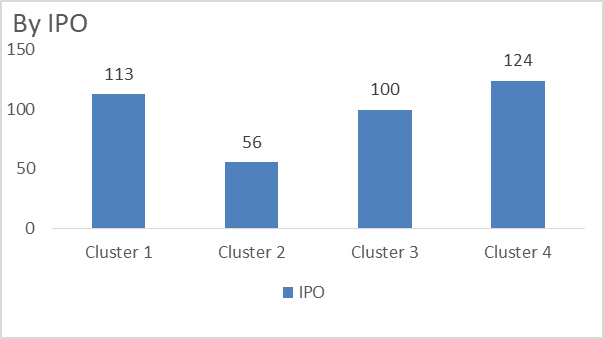 By IPO
150
100
50
0
113
56
100
124
Cluster 1
Cluster 2
Cluster 3
Cluster 4
IPO